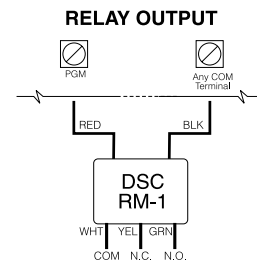 RELAY OUTPUT
PGM
Any COM
Terminal
RED
BLK
DSC
RM-1
WHT YEL GRN
COM N.C. N.O.